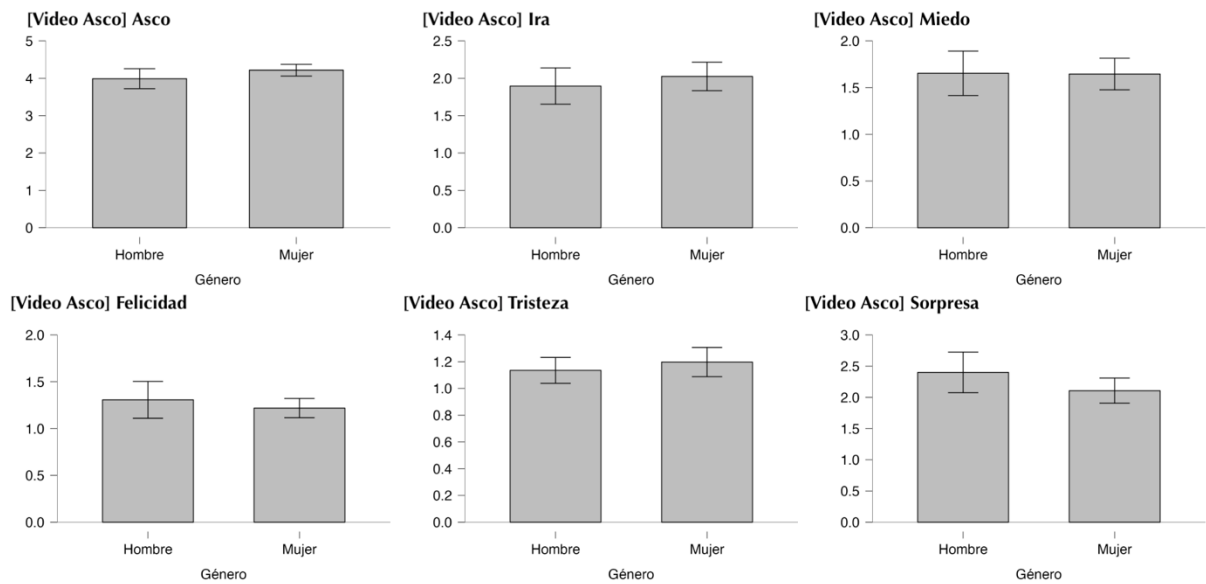 [Video Asco] Asco
5
4
3
2
1
0
Hombre
Mujer
Género
[Video Asco] Ira
2.5
2.0
1.5
1.0
0.5
0.0
Hombre
Mujer
Género
[Video Asco] Miedo
2.0
1.5
1.0
0.5
0.0
Hombre
Mujer
Género
[Video Asco] Felicidad
2.0
1.5
1.0
0.5
0.0
Hombre
Mujer
Género
[Video Asco] Tristeza
1.4
1.2
1.0
0.8
0.6
0.4
0.2
0.0
Hombre
Mujer
Género
[Video Asco] Sorpresa
3.0
2.5
2.0
1.5
1.0
0.5
0.0
Hombre
Mujer
Género